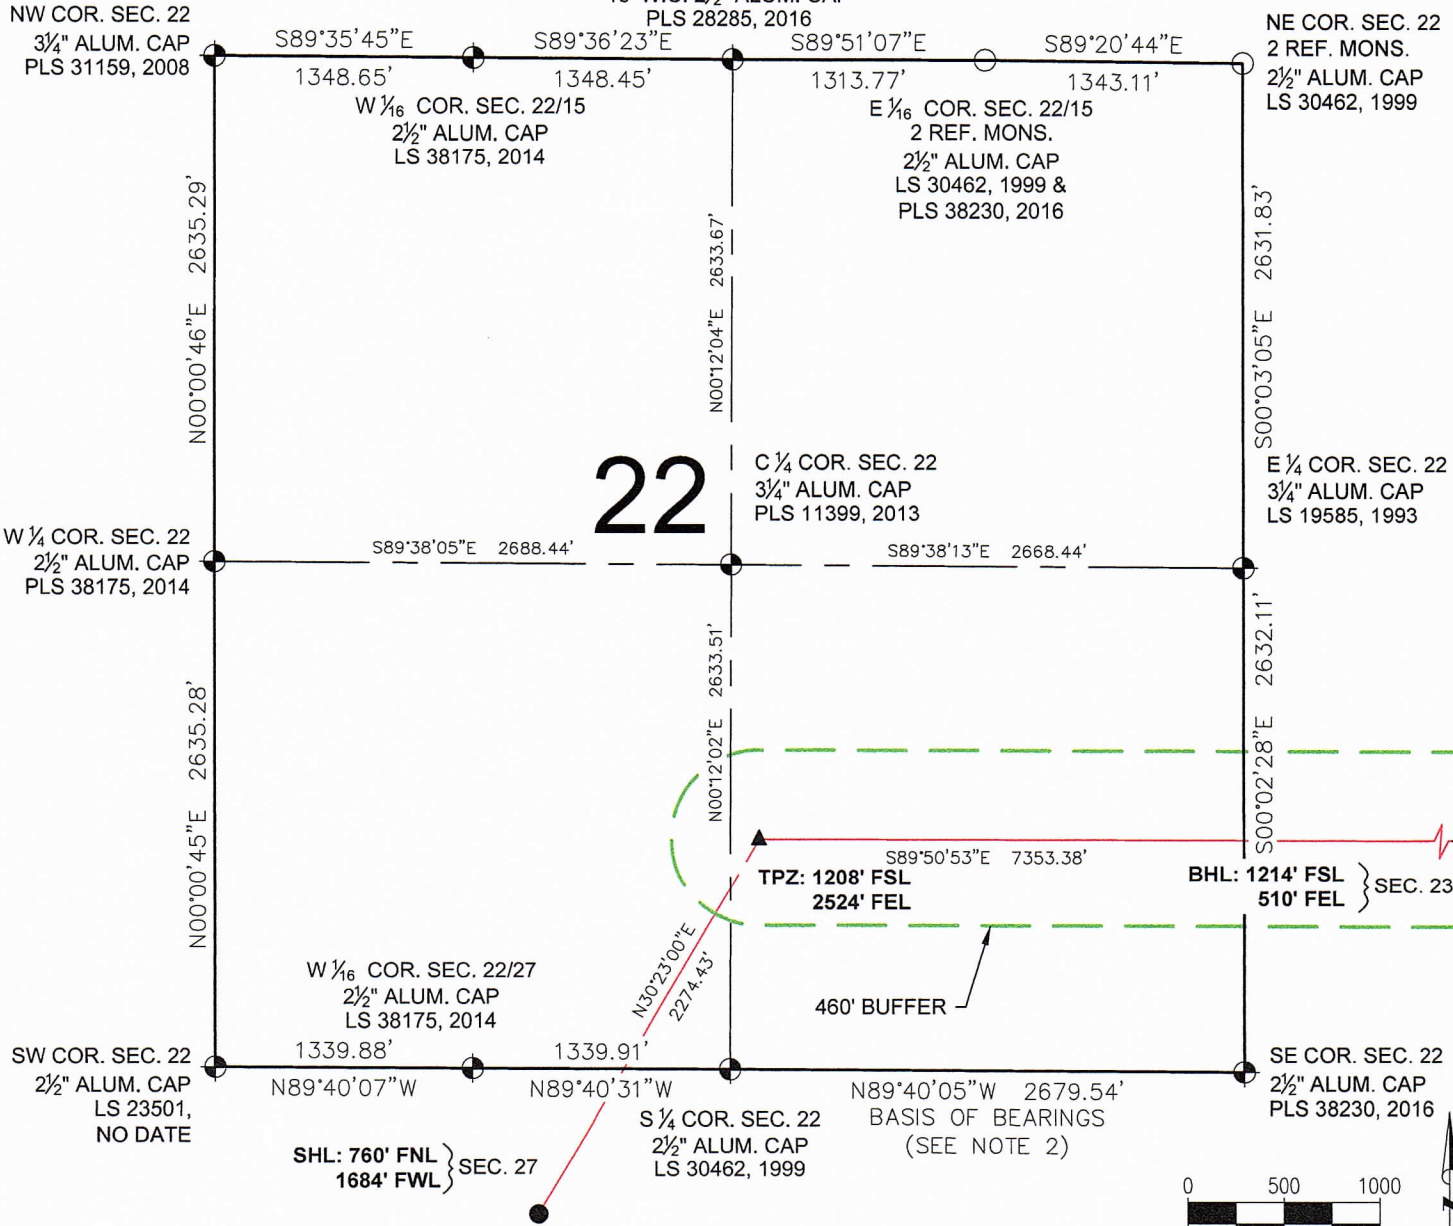 NW COR. SEC. 22
3¼" ALUM. CAP
PLS 31159, 2008
PLS 28285, 2016
NE COR. SEC. 22
2 REF. MONS.
2½" ALUM. CAP
LS 30462, 1999
S89°35'45"E
1348.65'
S89°36'23"E
1348.45'
S89°51'07"E
1313.77'
S89°20'44"E
1343.11'
W 1⁄16 COR. SEC. 22/15
2½" ALUM. CAP
LS 38175, 2014
E 1⁄16 COR. SEC. 22/15
2 REF. MONS.
2½" ALUM. CAP
LS 30462, 1999 &
PLS 38230, 2016
N00°00'46"E 2635.29'
N00°12'04"E 2633.67'
S00°03'05"E 2631.83'
22
C ¼ COR. SEC. 22
3¼" ALUM. CAP
PLS 11399, 2013
E ¼ COR. SEC. 22
3¼" ALUM. CAP
LS 19585, 1993
W ¼ COR. SEC. 22
2½" ALUM. CAP
PLS 38175, 2014
S89°38'05"E 2688.44'
S89°38'13"E 2668.44'
N00°00'45"E 2635.28'
N00°12'02"E 2633.51'
S00°02'28"E 2632.11'
S89°50'53"E 7353.38'
TPZ: 1208' FSL
2524' FEL
BHL: 1214' FSL
510' FEL
SEC. 23
N30°23'00"E
2274.43'
460' BUFFER
W 1⁄16 COR. SEC. 22/27
2½" ALUM. CAP
LS 38175, 2014
SW COR. SEC. 22
2½" ALUM. CAP
LS 23501,
NO DATE
1339.88'
N89°40'07"W
1339.91'
N89°40'31"W
N89°40'05"W 2679.54'
BASIS OF BEARINGS
(SEE NOTE 2)
SE COR. SEC. 22
2½" ALUM. CAP
PLS 38230, 2016
S ¼ COR. SEC. 22
2½" ALUM. CAP
LS 30462, 1999
SHL: 760' FNL
1684' FWL
SEC. 27
0 500 1000